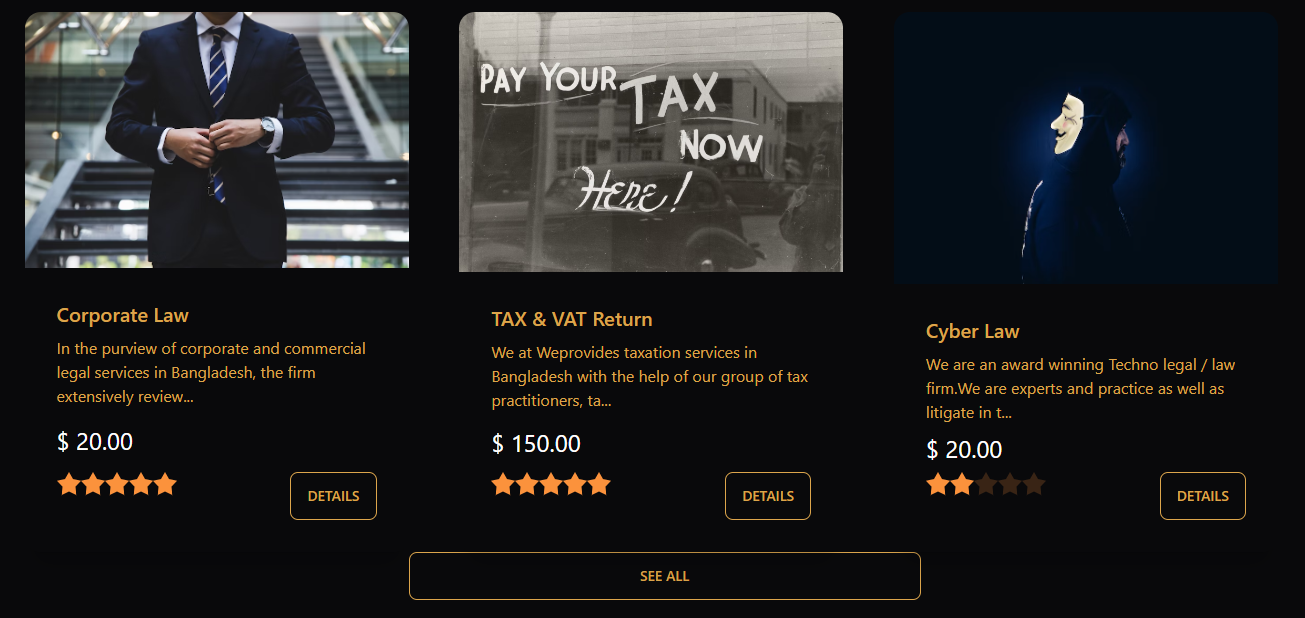 PAY YOUR
TAX
NOW
HERE!
Corporate Law
In the purview of corporate and commercial
legal services in Bangladesh, the firm
extensively review...
$ 20.00
DETAILS
TAX & VAT Return
We at Weprovides taxation services in
Bangladesh with the help of our group of tax
practitioners, ta...
$ 150.00
DETAILS
Cyber Law
We are an award winning Techno legal / law
firm.We are experts and practice as well as
litigate in t...
$ 20.00
DETAILS
SEE ALL